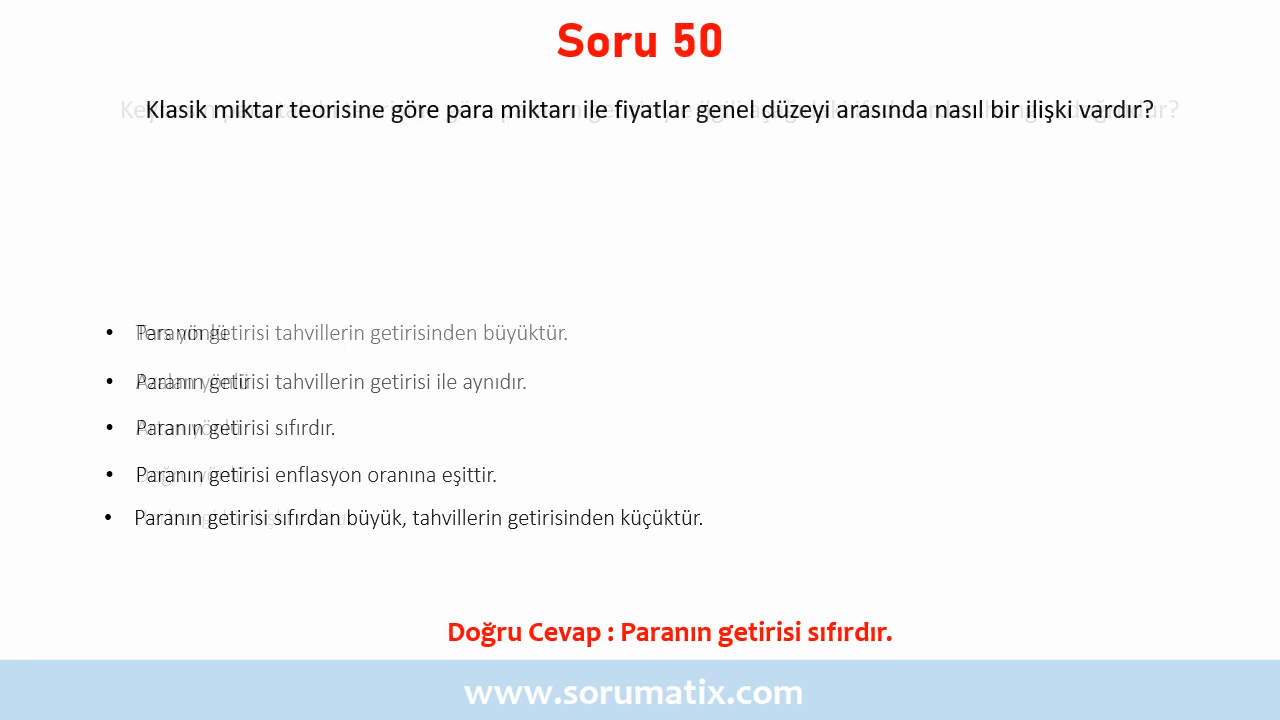 Soru 50
Klasik miktar teorisine göre para miktarı ile fiyatlar genel düzeyi arasında nasıl bir ilişki vardır?
• Ters yönlü
Paranın getirisi tahvillerin getirisinden büyüktür.
• Paranın getirisi tahvillerin getirisi ile aynıdır.
• Paranın getirisi sıfırdır.
• Paranın getirisi enflasyon oranına eşittir.
• Paranın getirisi sıfırdan büyük, tahvillerin getirisinden küçüktür.
Doğru Cevap : Paranın getirisi sıfırdır.
www.sorumatix.com